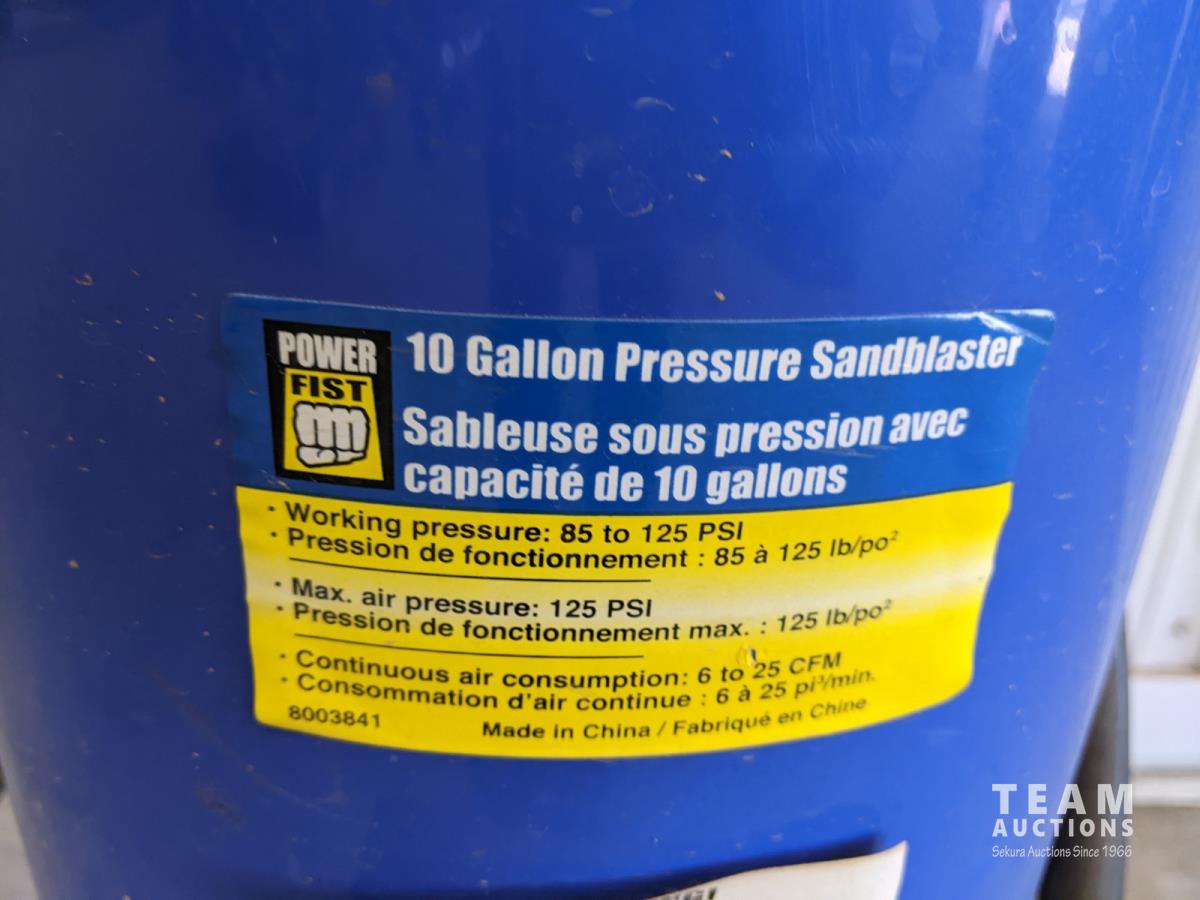 POWER
FIST
10 Gallon Pressure Sandblaster
Sableuse sous pression avec
capacité de 10 gallons
· Working pressure: 85 to 125 PSI
· Pression de fonctionnement : 85 à 125 lb/po²
· Max. air pressure: 125 PSI
· Pression de fonctionnement max. : 125 lb/po²
· Continuous air consumption: 6 to 25 CFM
· Consommation d'air continue : 6 à 25 pi³/min.
8003841 Made in China / Fabriqué en Chine
TEAM
AUCTIONS
Sekura Auctions Since 1966